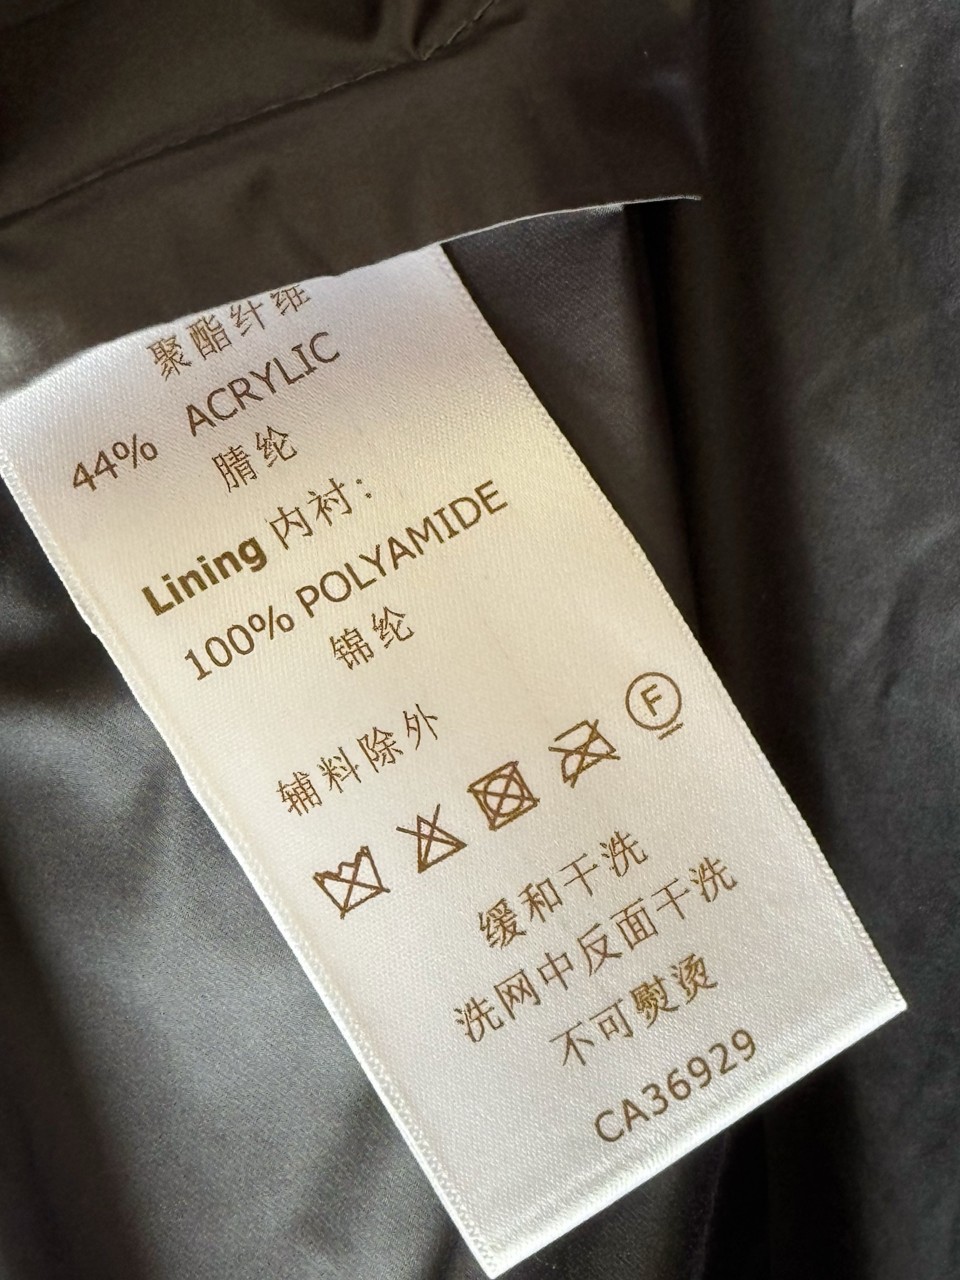 聚酯纤维
44% ACRYLIC
腈纶
Lining 内衬:
100% POLYAMIDE
锦纶
辅料除外
F
缓和干洗
洗网中反面干洗
不可熨烫
CA36929